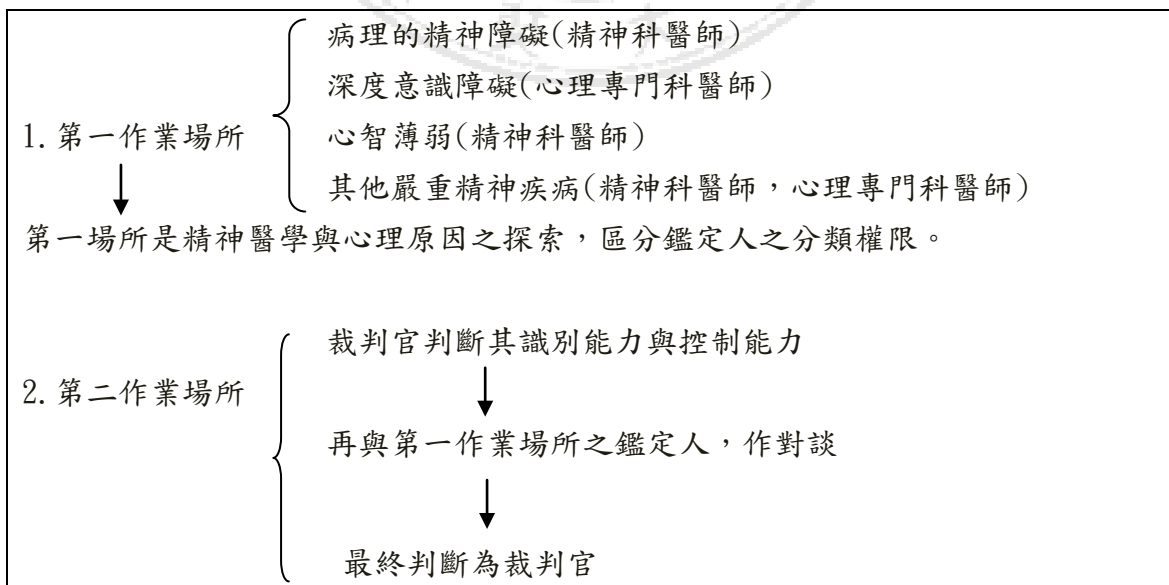 病理的精神障礙(精神科醫師)
深度意識障礙(心理專門科醫師)
1. 第一作業場所
心智薄弱(精神科醫師)
其他嚴重精神疾病(精神科醫師，心理專門科醫師)
第一場所是精神醫學與心理原因之探索，區分鑑定人之分類權限。
裁判官判斷其識別能力與控制能力
2. 第二作業場所
再與第一作業場所之鑑定人，作對談
最終判斷為裁判官